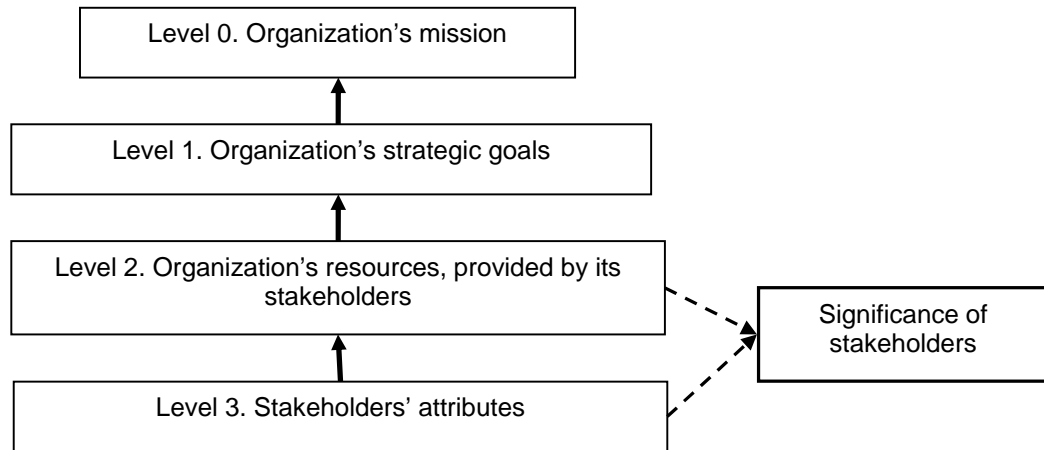 Level 0. Organization’s mission
Level 1. Organization’s strategic goals
Level 2. Organization’s resources, provided by its
stakeholders
Significance of
stakeholders
Level 3. Stakeholders’ attributes